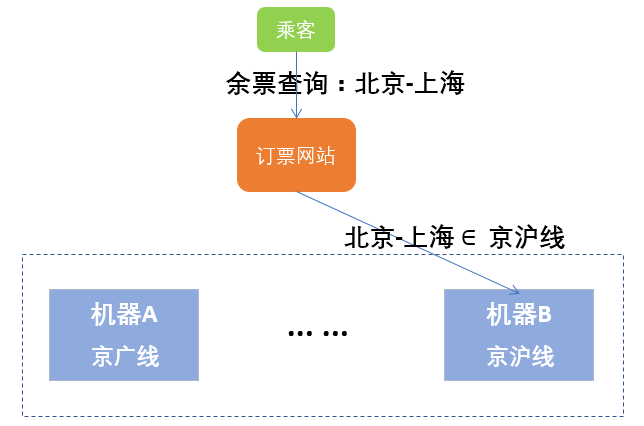 乘客
余票查询：北京-上海
订票网站
北京-上海∈ 京沪线
机器A
京广线
... ...
机器B
京沪线